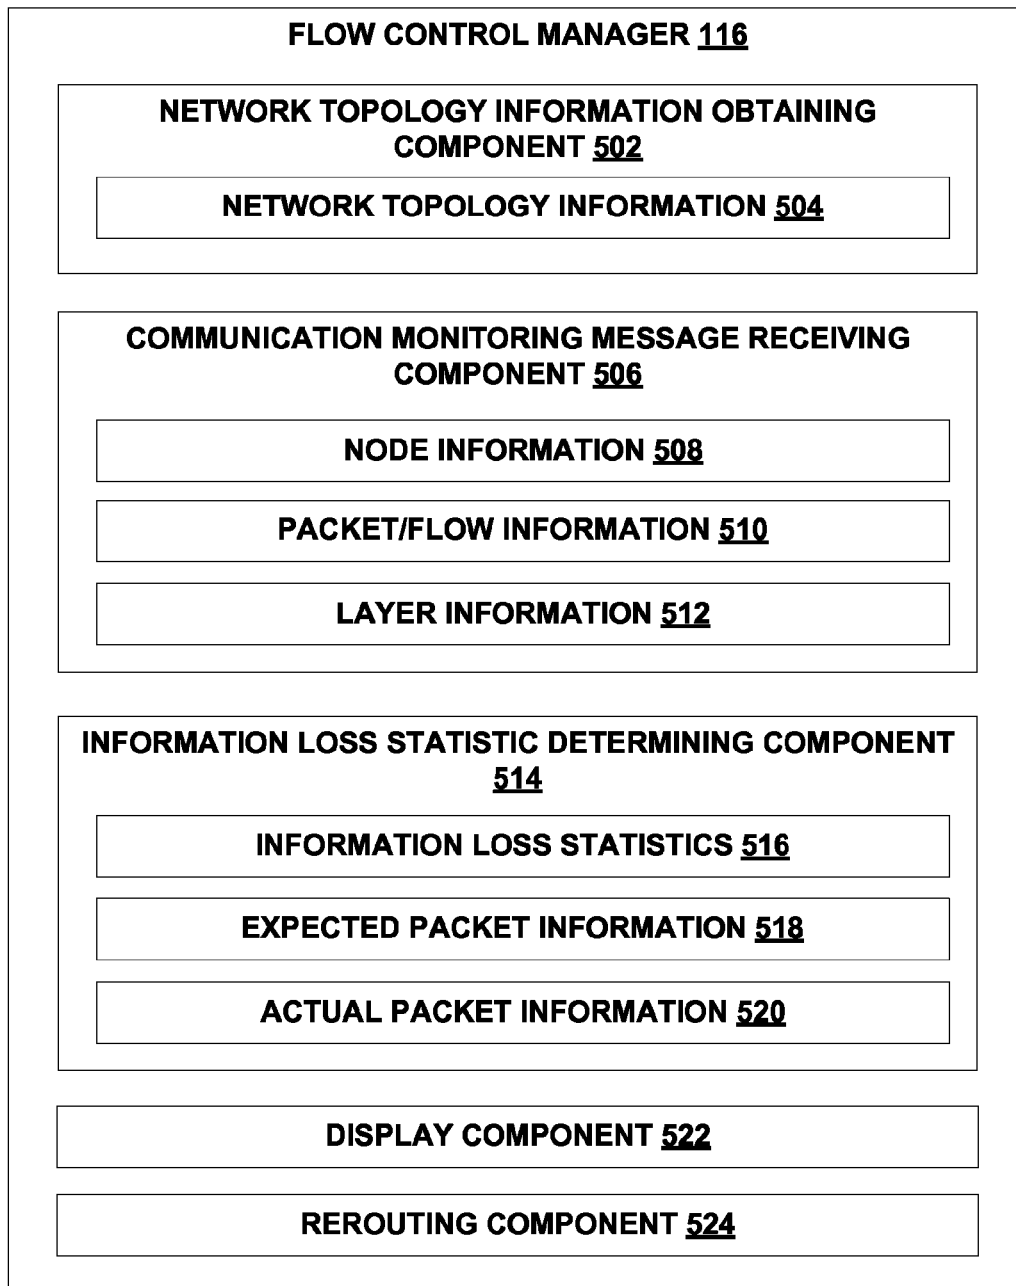 FLOW CONTROL MANAGER 116
NETWORK TOPOLOGY INFORMATION OBTAINING
COMPONENT 502
NETWORK TOPOLOGY INFORMATION 504
COMMUNICATION MONITORING MESSAGE RECEIVING
COMPONENT 506
NODE INFORMATION 508
PACKET/FLOW INFORMATION 510
LAYER INFORMATION 512
INFORMATION LOSS STATISTIC DETERMINING COMPONENT
514
INFORMATION LOSS STATISTICS 516
EXPECTED PACKET INFORMATION 518
ACTUAL PACKET INFORMATION 520
DISPLAY COMPONENT 522
REROUTING COMPONENT 524